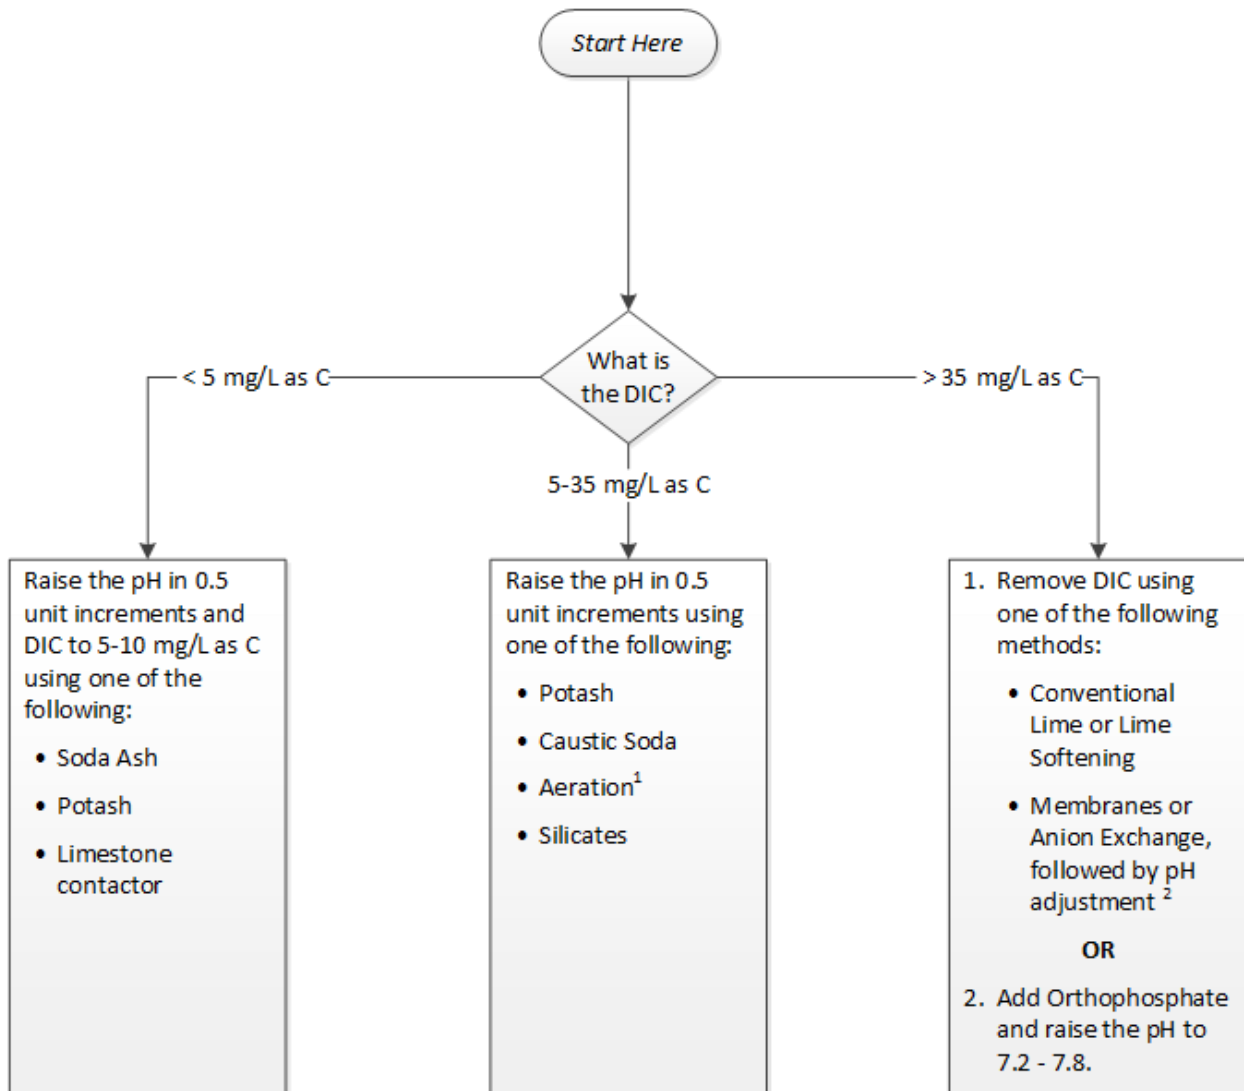 Start Here
What is
the DIC?
< 5 mg/L as C
> 35 mg/L as C
5-35 mg/L as C
Raise the pH in 0.5
unit increments and
DIC to 5-10 mg/L as C
using one of the
following:
• Soda Ash
• Potash
• Limestone
contactor
Raise the pH in 0.5
unit increments using
one of the following:
• Potash
• Caustic Soda
• Aeration¹
• Silicates
1. Remove DIC using
one of the following
methods:
• Conventional
Lime or Lime
Softening
• Membranes or
Anion Exchange,
followed by pH
adjustment ²
OR
2. Add Orthophosphate
and raise the pH to
7.2 - 7.8.